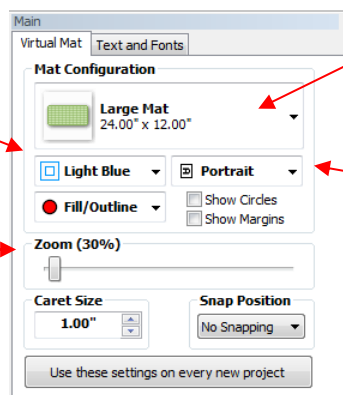 Main
Virtual Mat Text and Fonts
Mat Configuration
Large Mat
24.00" x 12.00"
Light Blue Portrait
Fill/Outline Show Circles
Show Margins
Zoom (30%)
Caret Size Snap Position
1.00" No Snapping
Use these settings on every new project